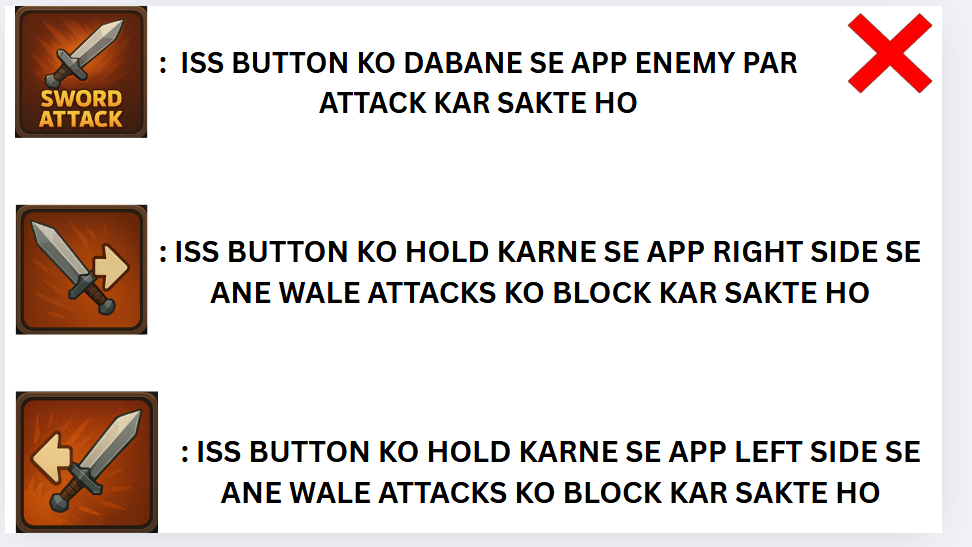 SWORD
ATTACK
: ISS BUTTON KO DABANE SE APP ENEMY PAR
ATTACK KAR SAKTE HO
: ISS BUTTON KO HOLD KARNE SE APP RIGHT SIDE SE
ANE WALE ATTACKS KO BLOCK KAR SAKTE HO
: ISS BUTTON KO HOLD KARNE SE APP LEFT SIDE SE
ANE WALE ATTACKS KO BLOCK KAR SAKTE HO